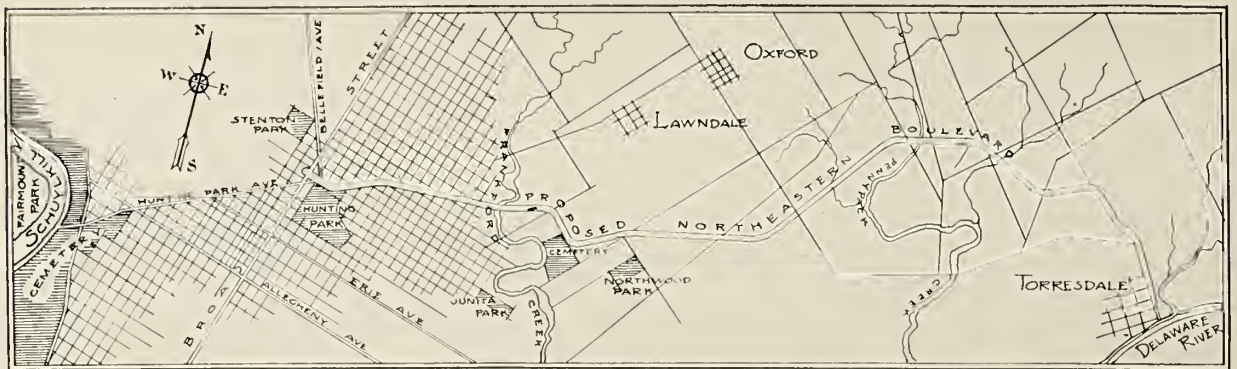 N
W
E
S
STENTON
PARK
BELLEFIELD AVE
STREET
OXFORD
LAWNDALE
FAIRMOUNT
PARK
SCHUYLKILL
HUNTING PARK AVE
HUNTING
PARK
CEMETERY
BROAD
ALLEGHENY AVE
ERIE AVE
FRANKFORD
CREEK
JUNITA
PARK
PROPOSED NORTHEASTERN BOULEVARD
CEMETERY
NORTHWOOD
PARK
PENNYPACK
CREEK
TORRESDALE
DELAWARE
RIVER